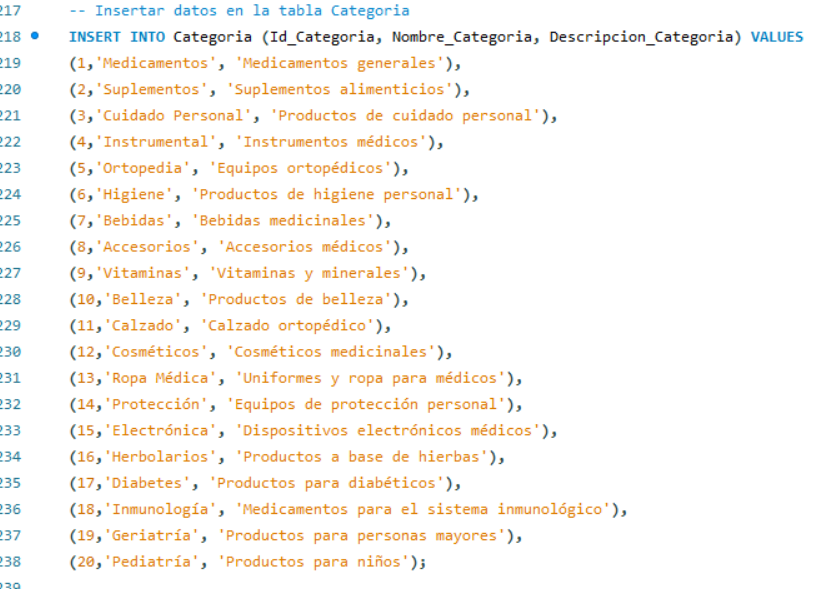 217 -- Insertar datos en la tabla Categoria
218 INSERT INTO Categoria (Id_Categoria, Nombre_Categoria, Descripcion_Categoria) VALUES
219 (1,'Medicamentos', 'Medicamentos generales'),
220 (2,'Suplementos', 'Suplementos alimenticios'),
221 (3,'Cuidado Personal', 'Productos de cuidado personal'),
222 (4,'Instrumental', 'Instrumentos médicos'),
223 (5,'Ortopedia', 'Equipos ortopédicos'),
224 (6,'Higiene', 'Productos de higiene personal'),
225 (7,'Bebidas', 'Bebidas medicinales'),
226 (8,'Accesorios', 'Accesorios médicos'),
227 (9,'Vitaminas', 'Vitaminas y minerales'),
228 (10,'Belleza', 'Productos de belleza'),
229 (11,'Calzado', 'Calzado ortopédico'),
230 (12,'Cosméticos', 'Cosméticos medicinales'),
231 (13,'Ropa Médica', 'Uniformes y ropa para médicos'),
232 (14,'Protección', 'Equipos de protección personal'),
233 (15,'Electrónica', 'Dispositivos electrónicos médicos'),
234 (16,'Herbolarios', 'Productos a base de hierbas'),
235 (17,'Diabetes', 'Productos para diabéticos'),
236 (18,'Inmunología', 'Medicamentos para el sistema inmunológico'),
237 (19,'Geriatría', 'Productos para personas mayores'),
238 (20,'Pediatría', 'Productos para niños');
239